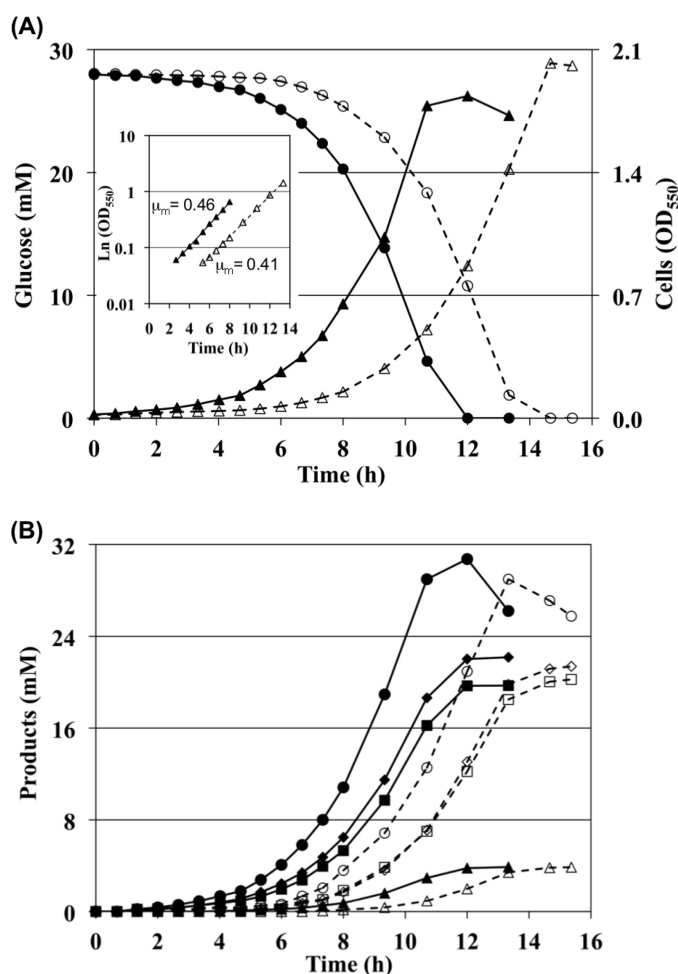 (A)
30
20
10
0
Glucose (mM)
2.1
1.4
0.7
0.0
Cells (OD550)
0 2 4 6 8 10 12 14 16
Time (h)
10
1
0.1
0.01
Ln (OD550)
μm= 0.46
μm= 0.41
0 2 4 6 8 10 12 14
Time (h)
(B)
32
24
16
8
0
Products (mM)
0 2 4 6 8 10 12 14 16
Time (h)